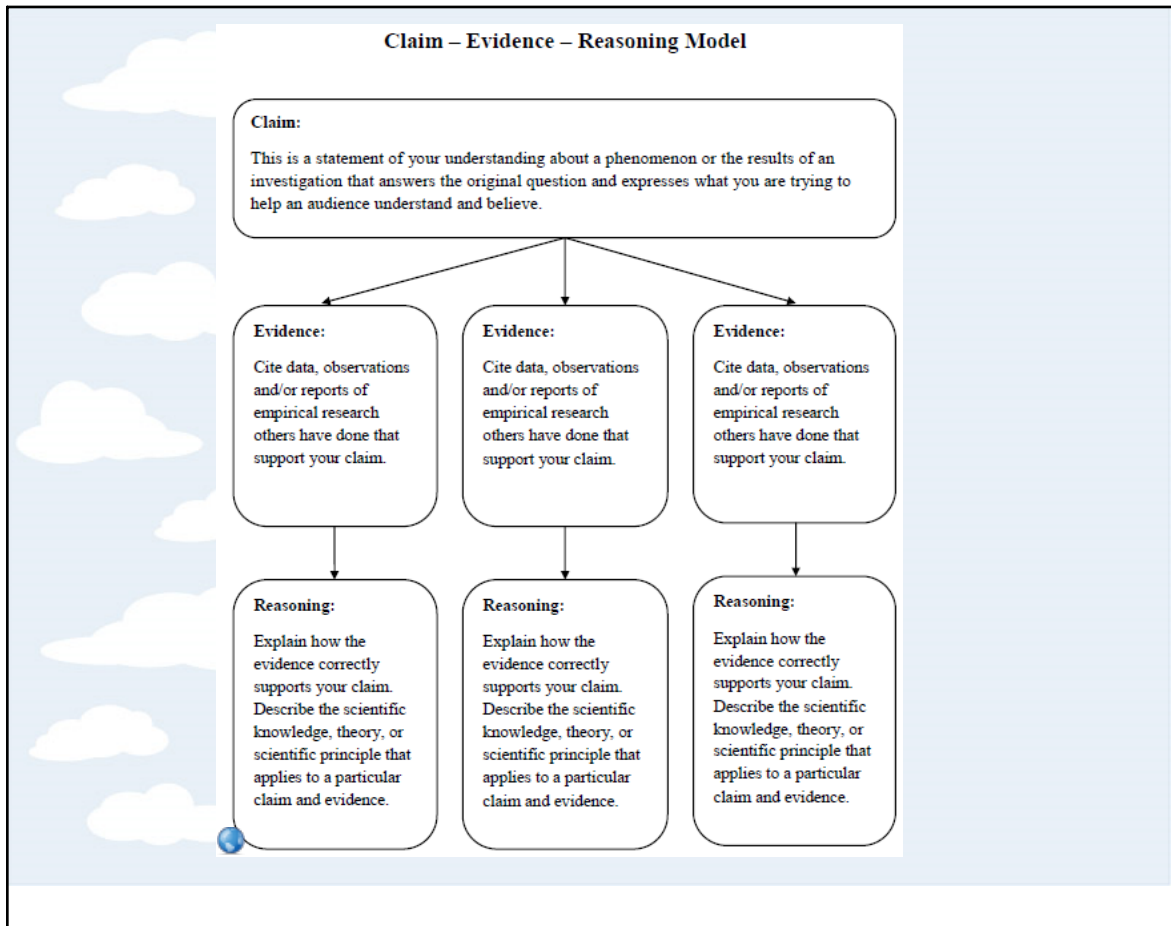 Claim – Evidence – Reasoning Model
Claim:
This is a statement of your understanding about a phenomenon or the results of an
investigation that answers the original question and expresses what you are trying to
help an audience understand and believe.
Evidence:
Cite data, observations
and/or reports of
empirical research
others have done that
support your claim.
Evidence:
Cite data, observations
and/or reports of
empirical research
others have done that
support your claim.
Evidence:
Cite data, observations
and/or reports of
empirical research
others have done that
support your claim.
Reasoning:
Explain how the
evidence correctly
supports your claim.
Describe the scientific
knowledge, theory, or
scientific principle that
applies to a particular
claim and evidence.
Reasoning:
Explain how the
evidence correctly
supports your claim.
Describe the scientific
knowledge, theory, or
scientific principle that
applies to a particular
claim and evidence.
Reasoning:
Explain how the
evidence correctly
supports your claim.
Describe the scientific
knowledge, theory, or
scientific principle that
applies to a particular
claim and evidence.